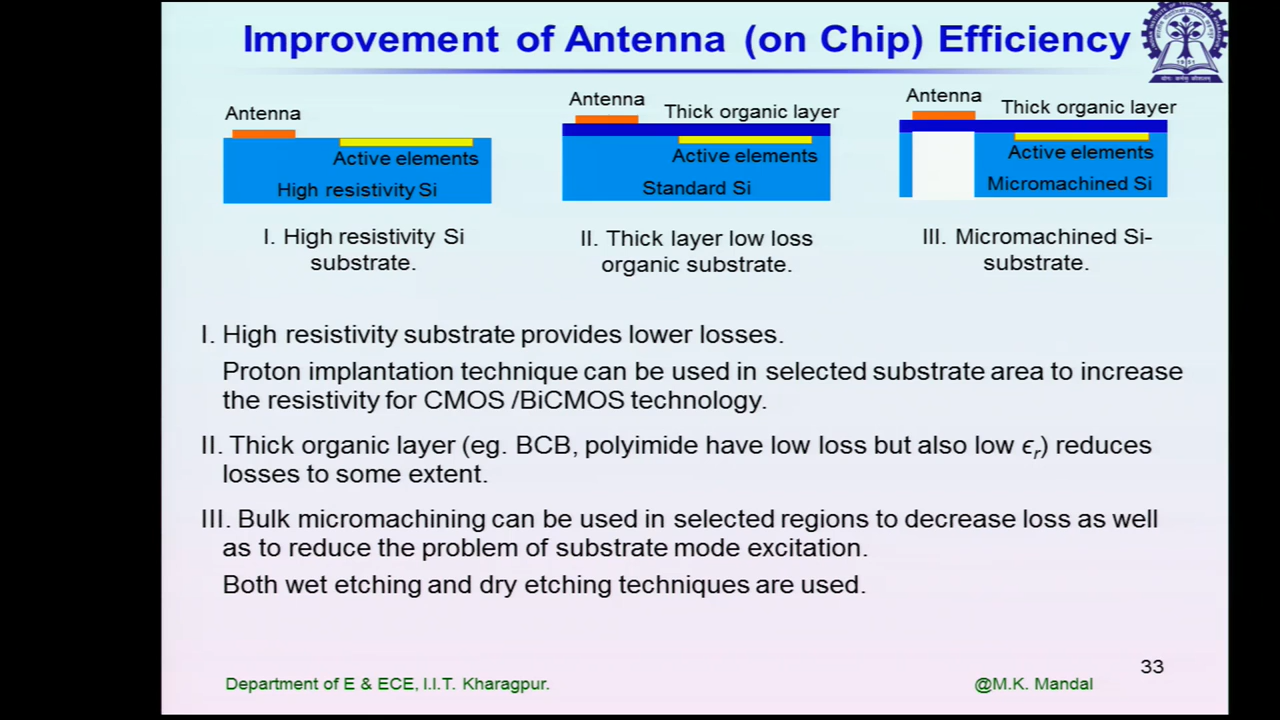 Improvement of Antenna (on Chip) Efficiency
Antenna
Active elements
High resistivity Si
I. High resistivity Si
substrate.
Antenna
Thick organic layer
Active elements
Standard Si
II. Thick layer low loss
organic substrate.
Antenna
Thick organic layer
Active elements
Micromachined Si
III. Micromachined Si-
substrate.
I. High resistivity substrate provides lower losses.
Proton implantation technique can be used in selected substrate area to increase
the resistivity for CMOS /BiCMOS technology.
II. Thick organic layer (eg. BCB, polyimide have low loss but also low ϵr) reduces
losses to some extent.
III. Bulk micromachining can be used in selected regions to decrease loss as well
as to reduce the problem of substrate mode excitation.
Both wet etching and dry etching techniques are used.
33
Department of E & ECE, I.I.T. Kharagpur.
@M.K. Mandal